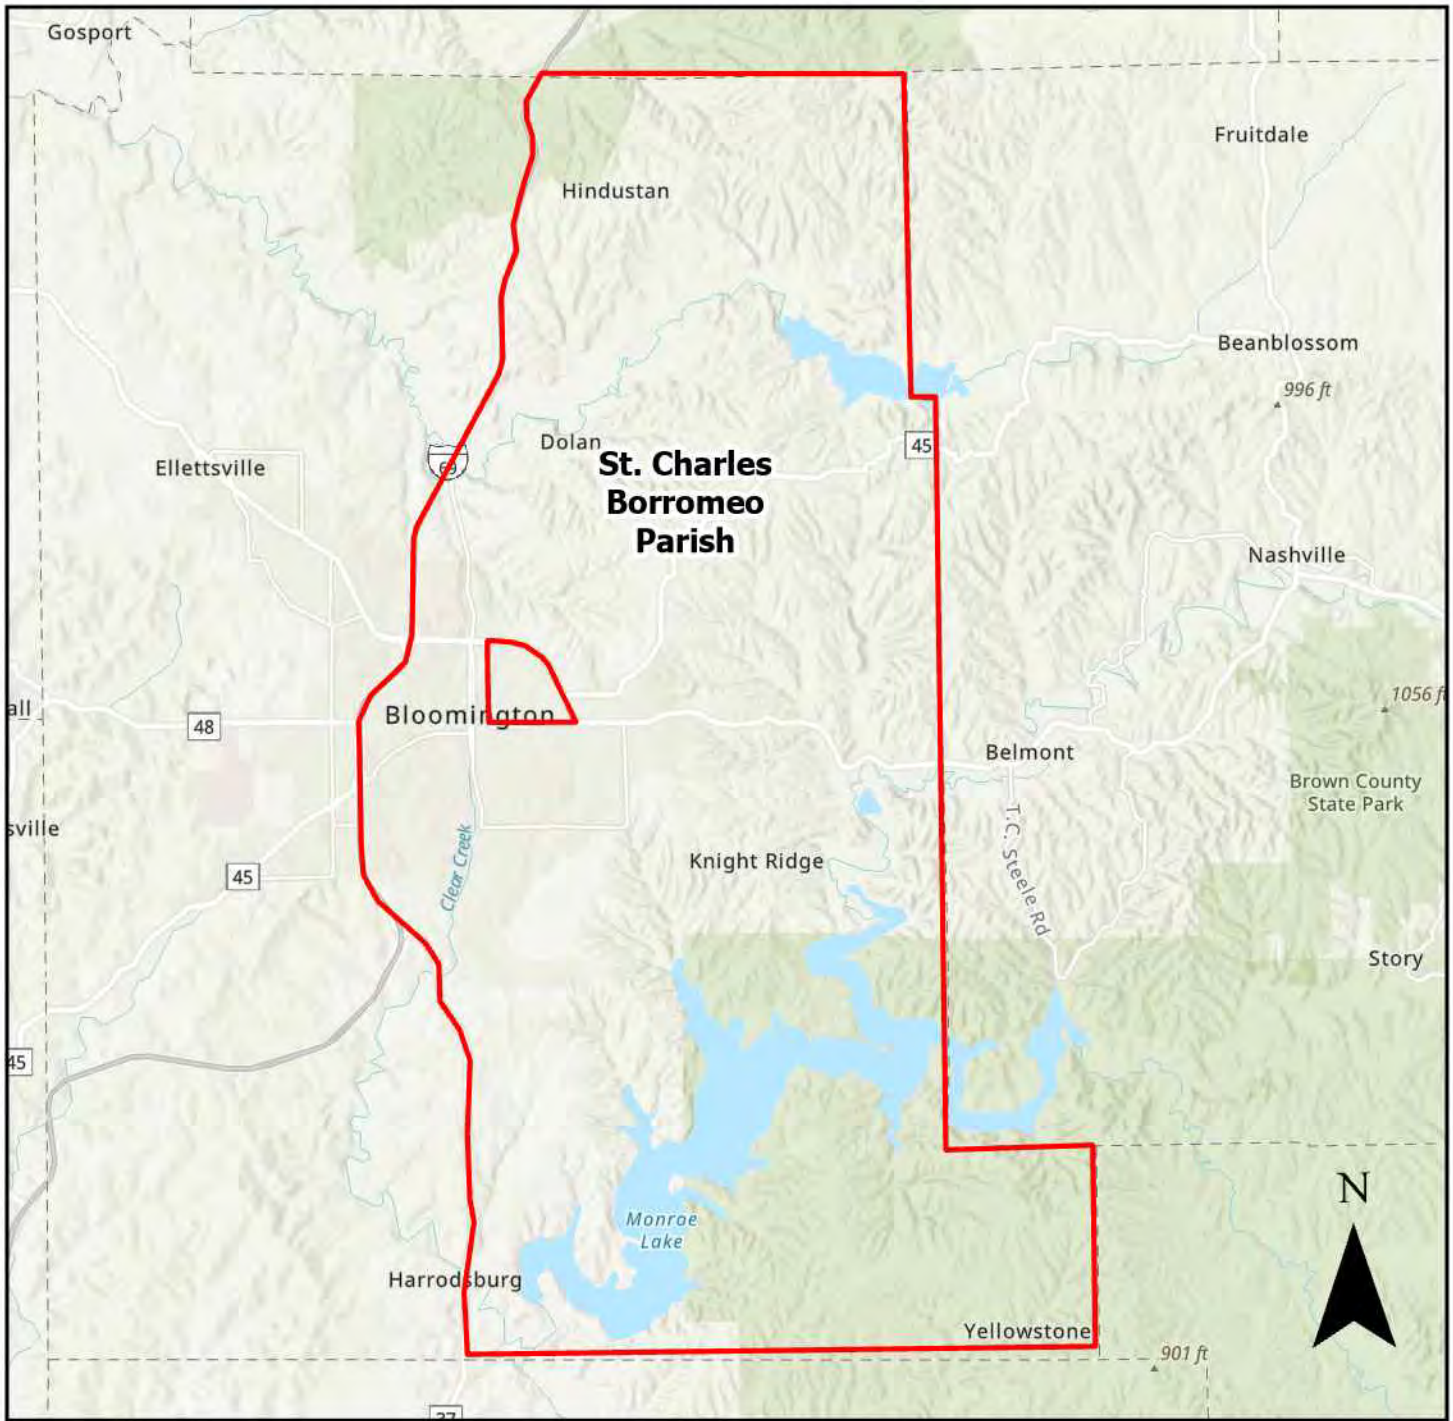 Gosport
Fruitdale
Hindustan
Beanblossom
996 ft
Dolan
45
Ellettsville
69
St. Charles
Borromeo
Parish
Nashville
1056 f
all
Bloomington
48
Belmont
Brown County
State Park
T.C. Steele Rd
sville
Clear Creek
Knight Ridge
45
Story
45
N
Monroe
Lake
Harrodsburg
Yellowstone
901 ft
37